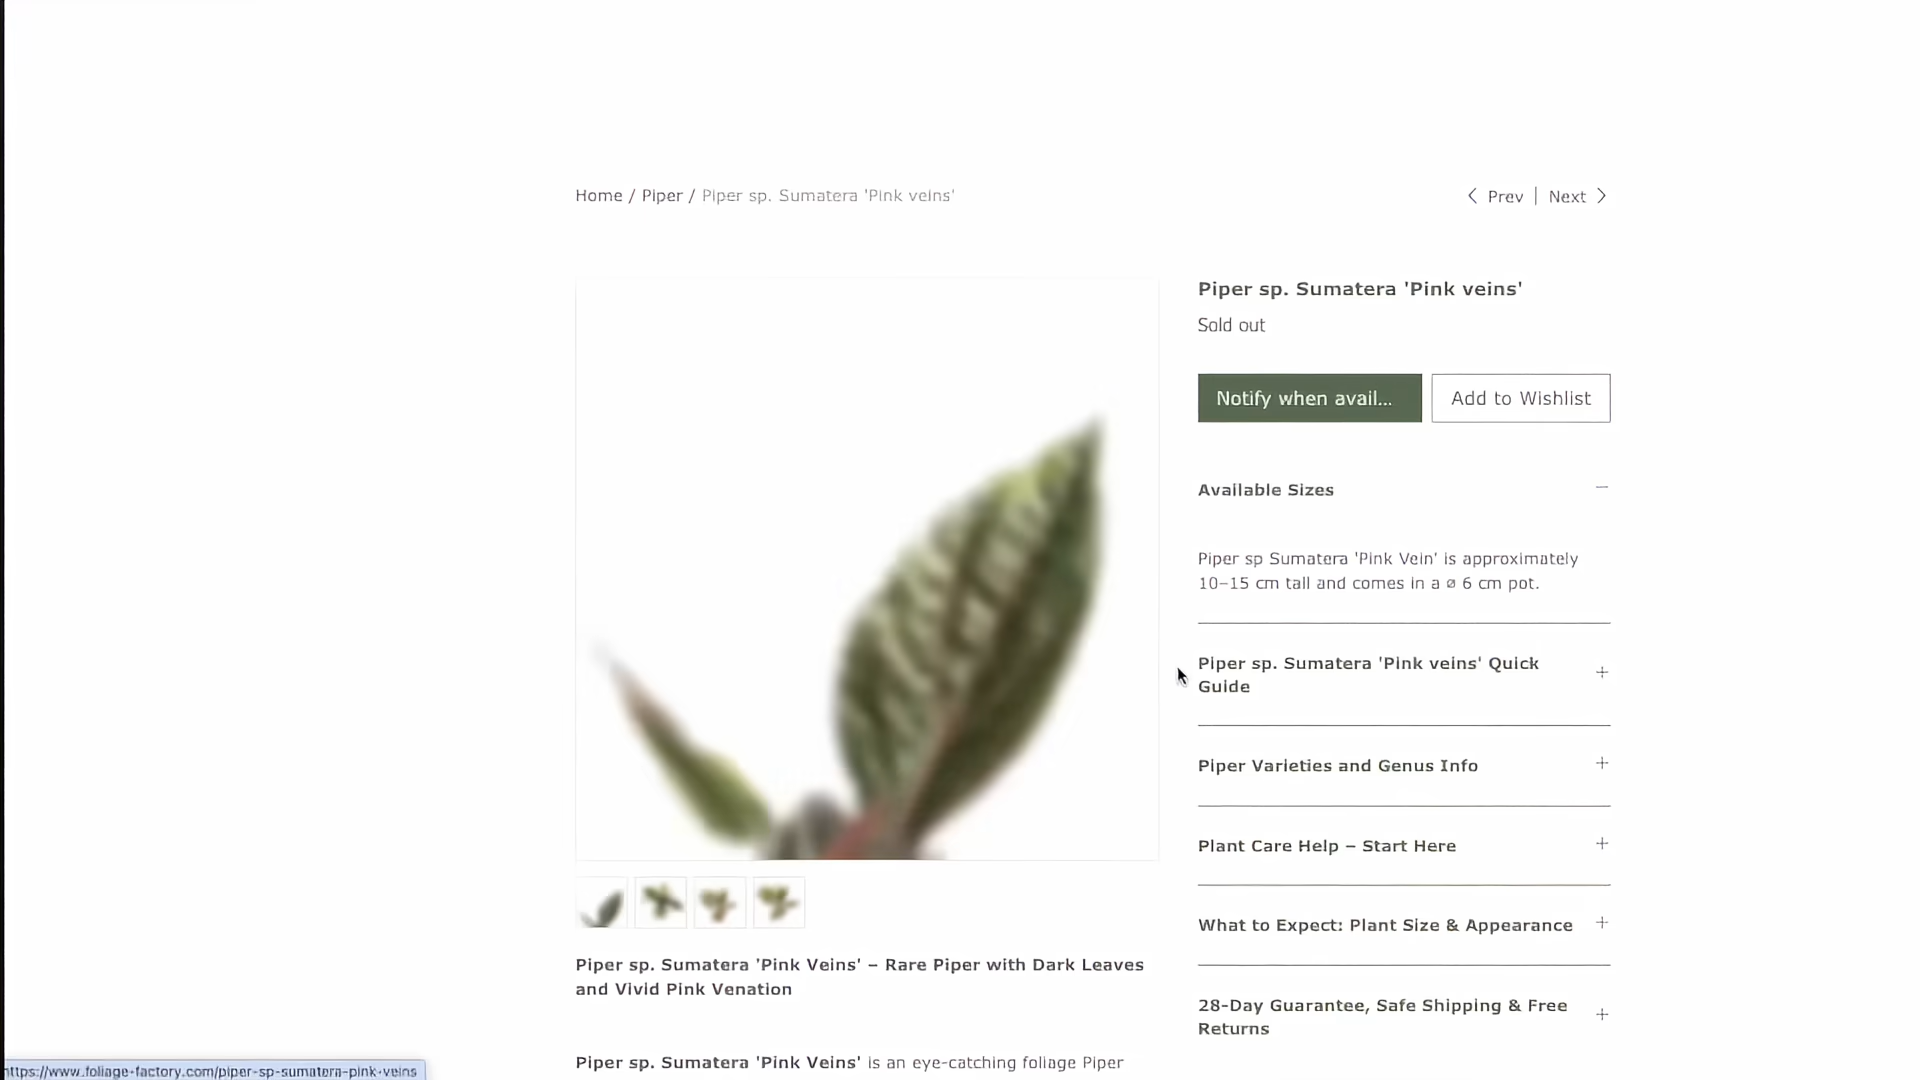 Home / Piper / Piper sp. Sumatera 'Pink veins'
Prev | Next
Piper sp. Sumatera 'Pink veins'
Sold out
Notify when avail...
Add to Wishlist
Available Sizes
Piper sp Sumatera 'Pink Vein' is approximately
10–15 cm tall and comes in a ⌀ 6 cm pot.
Piper sp. Sumatera 'Pink veins' Quick
Guide
Piper Varieties and Genus Info
Plant Care Help – Start Here
What to Expect: Plant Size & Appearance
28-Day Guarantee, Safe Shipping & Free
Returns
Piper sp. Sumatera 'Pink Veins' – Rare Piper with Dark Leaves
and Vivid Pink Venation
Piper sp. Sumatera 'Pink Veins' is an eye-catching foliage Piper
https://www.foliage-factory.com/piper-sp-sumatera-pink-veins